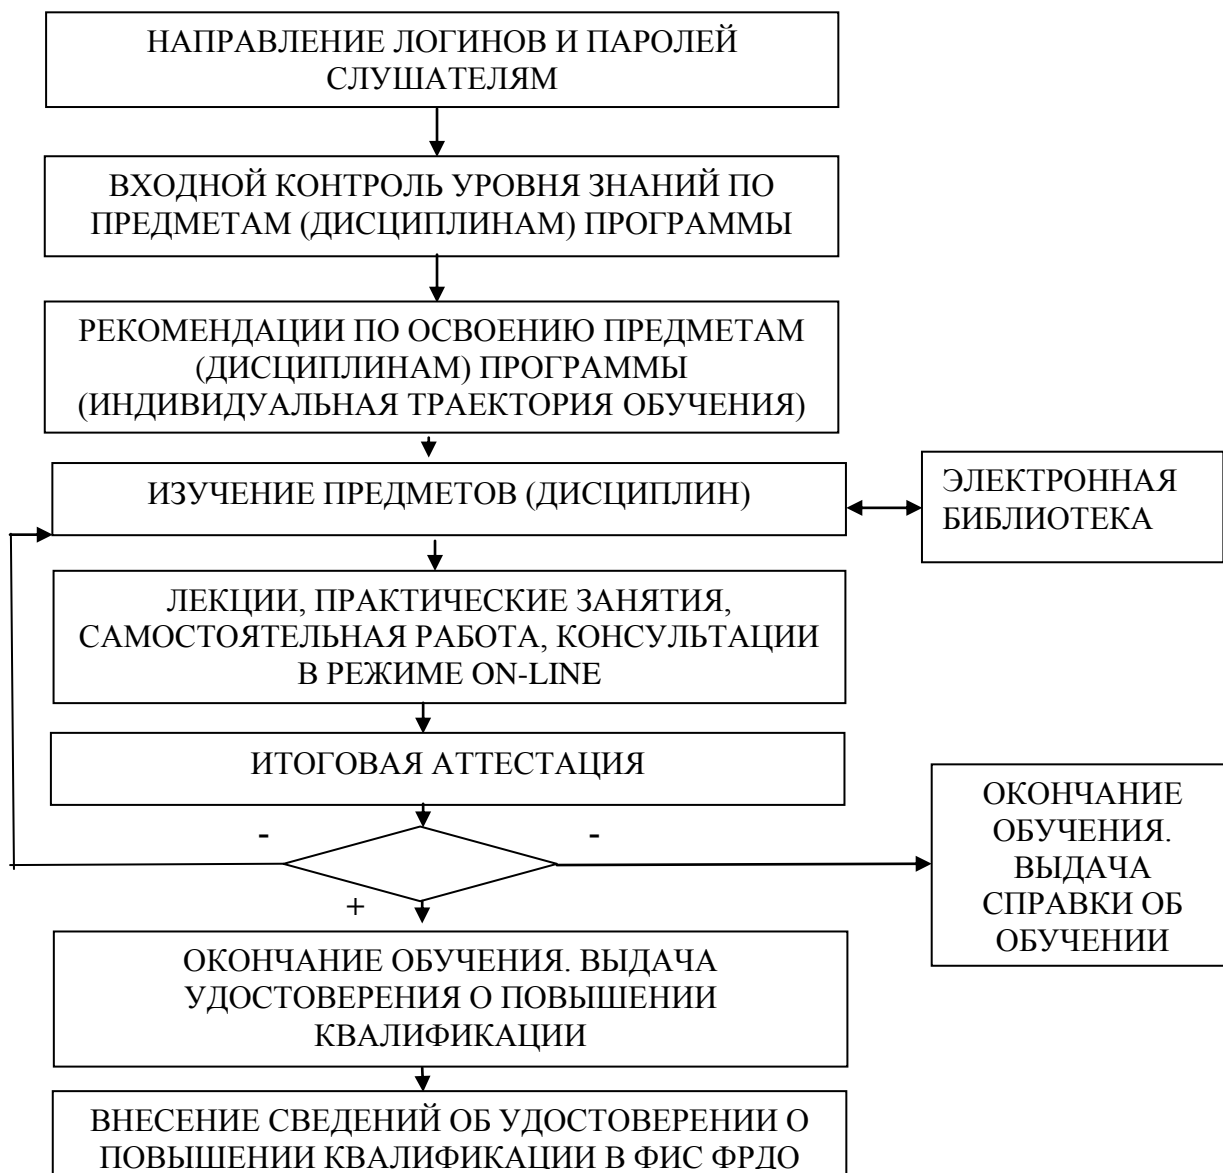 НАПРАВЛЕНИЕ ЛОГИНОВ И ПАРОЛЕЙ
СЛУШАТЕЛЯМ
ВХОДНОЙ КОНТРОЛЬ УРОВНЯ ЗНАНИЙ ПО
ПРЕДМЕТАМ (ДИСЦИПЛИНАМ) ПРОГРАММЫ
РЕКОМЕНДАЦИИ ПО ОСВОЕНИЮ ПРЕДМЕТАМ
(ДИСЦИПЛИНАМ) ПРОГРАММЫ
(ИНДИВИДУАЛЬНАЯ ТРАЕКТОРИЯ ОБУЧЕНИЯ)
ИЗУЧЕНИЕ ПРЕДМЕТОВ (ДИСЦИПЛИН)
ЭЛЕКТРОННАЯ
БИБЛИОТЕКА
ЛЕКЦИИ, ПРАКТИЧЕСКИЕ ЗАНЯТИЯ,
САМОСТОЯТЕЛЬНАЯ РАБОТА, КОНСУЛЬТАЦИИ
В РЕЖИМЕ ON-LINE
ИТОГОВАЯ АТТЕСТАЦИЯ
-
-
+
ОКОНЧАНИЕ
ОБУЧЕНИЯ.
ВЫДАЧА
СПРАВКИ ОБ
ОБУЧЕНИИ
ОКОНЧАНИЕ ОБУЧЕНИЯ. ВЫДАЧА
УДОСТОВЕРЕНИЯ О ПОВЫШЕНИИ
КВАЛИФИКАЦИИ
ВНЕСЕНИЕ СВЕДЕНИЙ ОБ УДОСТОВЕРЕНИИ О
ПОВЫШЕНИИ КВАЛИФИКАЦИИ В ФИС ФРДО